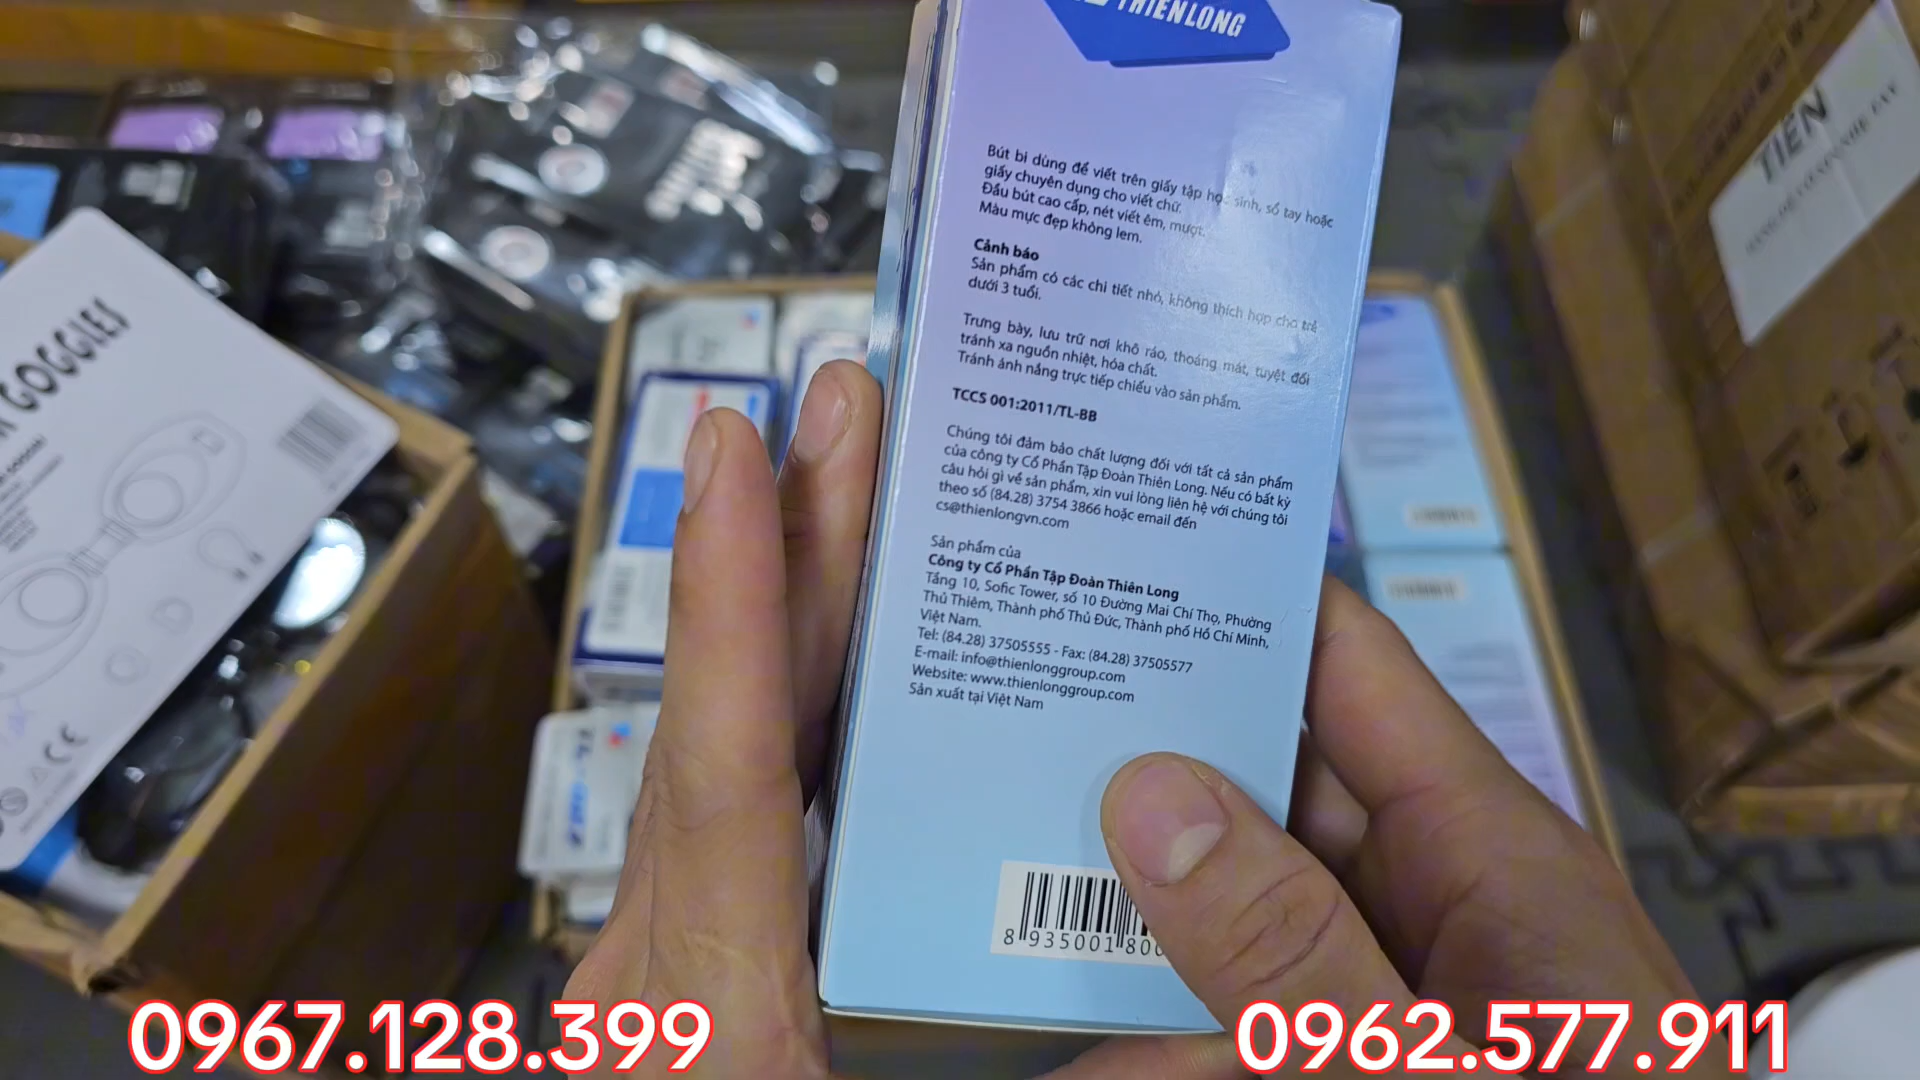 THIENLONG
Bút bi dùng để viết trên giấy tập học sinh, sổ tay hoặc
giấy chuyên dụng cho viết chữ.
Đầu bút cao cấp, nét viết êm, mượt.
Màu mực đẹp không lem.
Cảnh báo
Sản phẩm có các chi tiết nhỏ, không thích hợp cho trẻ
dưới 3 tuổi.
Trưng bày, lưu trữ nơi khô ráo, thoáng mát, tuyệt đối
tránh xa nguồn nhiệt, hóa chất.
Tránh ánh nắng trực tiếp chiếu vào sản phẩm.
TCCS 001:2011/TL-BB
Chúng tôi đảm bảo chất lượng đối với tất cả sản phẩm
của công ty Cổ Phần Tập Đoàn Thiên Long. Nếu có bất kỳ
câu hỏi gì về sản phẩm, xin vui lòng liên hệ với chúng tôi
theo số (84.28) 3754 3866 hoặc email đến
cs@thienlongvn.com
Sản phẩm của
Công ty Cổ Phần Tập Đoàn Thiên Long
Tầng 10, Sofic Tower, số 10 Đường Mai Chí Thọ, Phường
Thủ Thiêm, Thành phố Thủ Đức, Thành phố Hồ Chí Minh,
Việt Nam.
Tel: (84.28) 37505555 - Fax: (84.28) 37505577
E-mail: info@thienlonggroup.com
Website: www.thienlonggroup.com
Sản xuất tại Việt Nam
8 935001 800
GOGGLES
CE
TIẾN
0967.128.399
0962.577.911